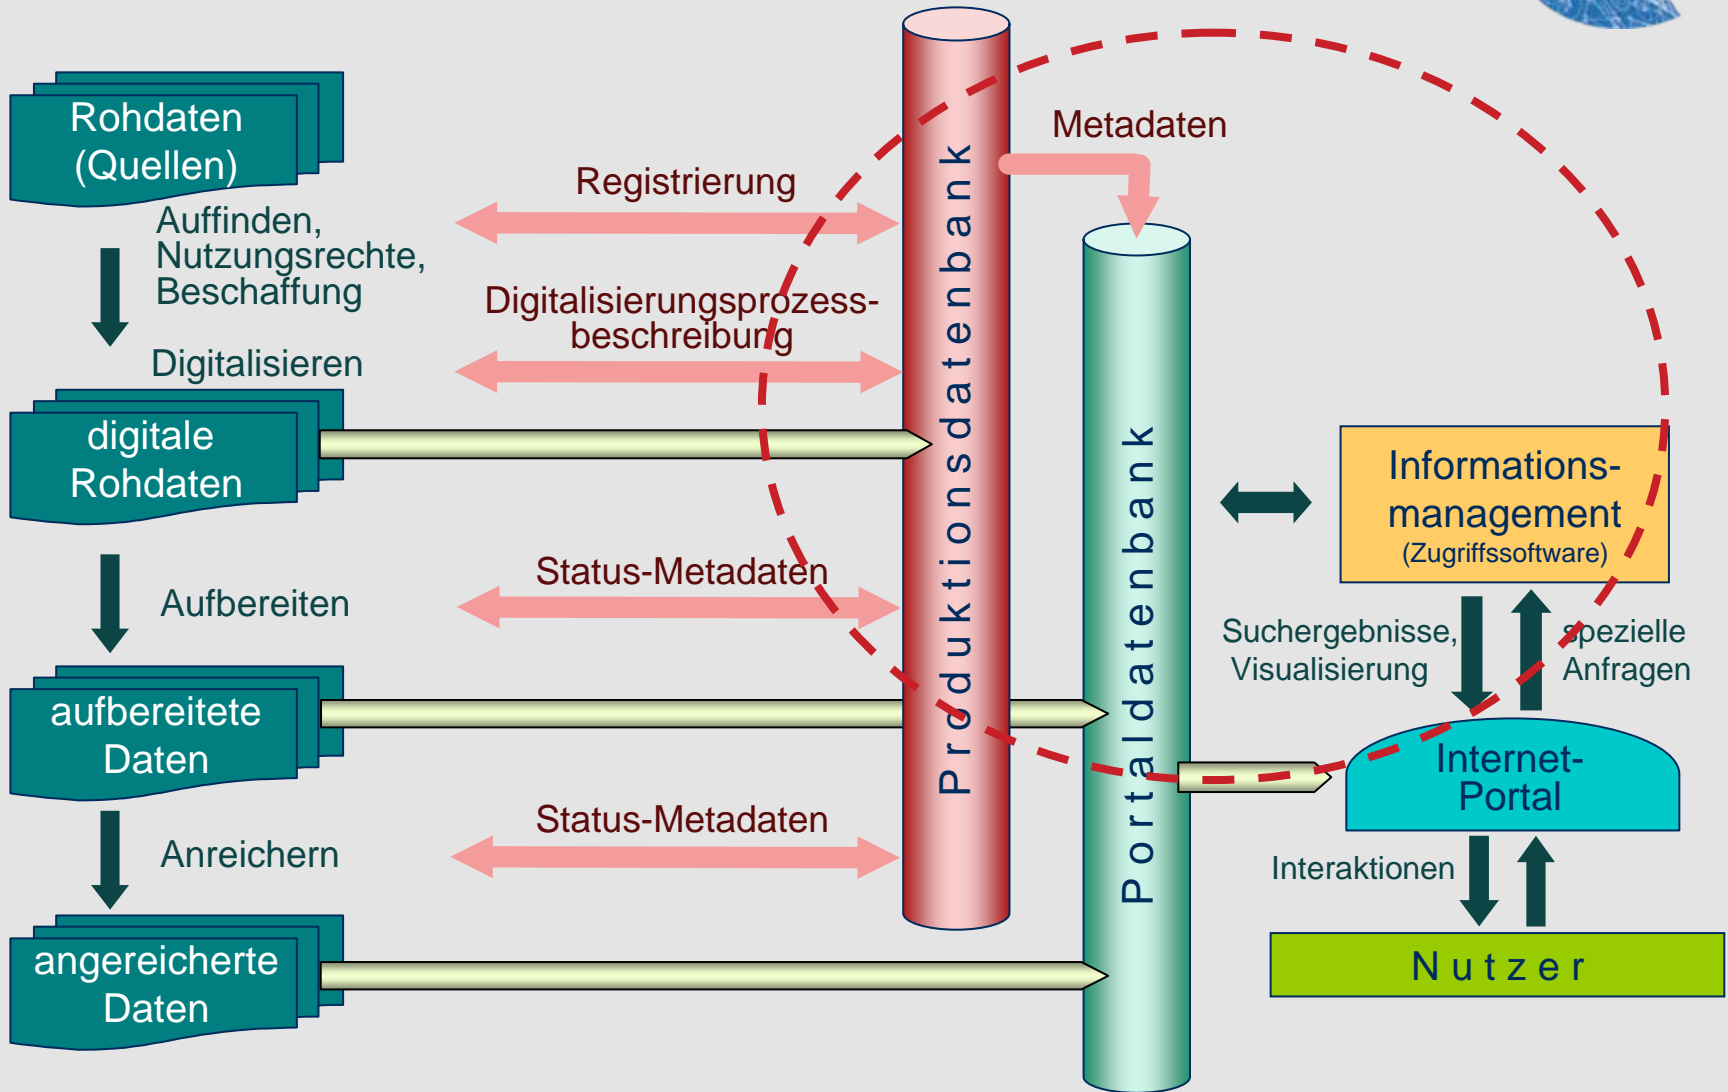 Rohdaten
(Quellen)
Auffinden,
Nutzungsrechte,
Beschaffung
Digitalisieren
digitale
Rohdaten
Aufbereiten
aufbereitete
Daten
Anreichern
angereicherte
Daten
Registrierung
Digitalisierungsprozess-
beschreibung
Status-Metadaten
Status-Metadaten
Produktionsdatenbank
Metadaten
Portaldatenbank
Informations-
management
(Zugriffssoftware)
Suchergebnisse,
Visualisierung
spezielle
Anfragen
Internet-
Portal
Interaktionen
Nutzer